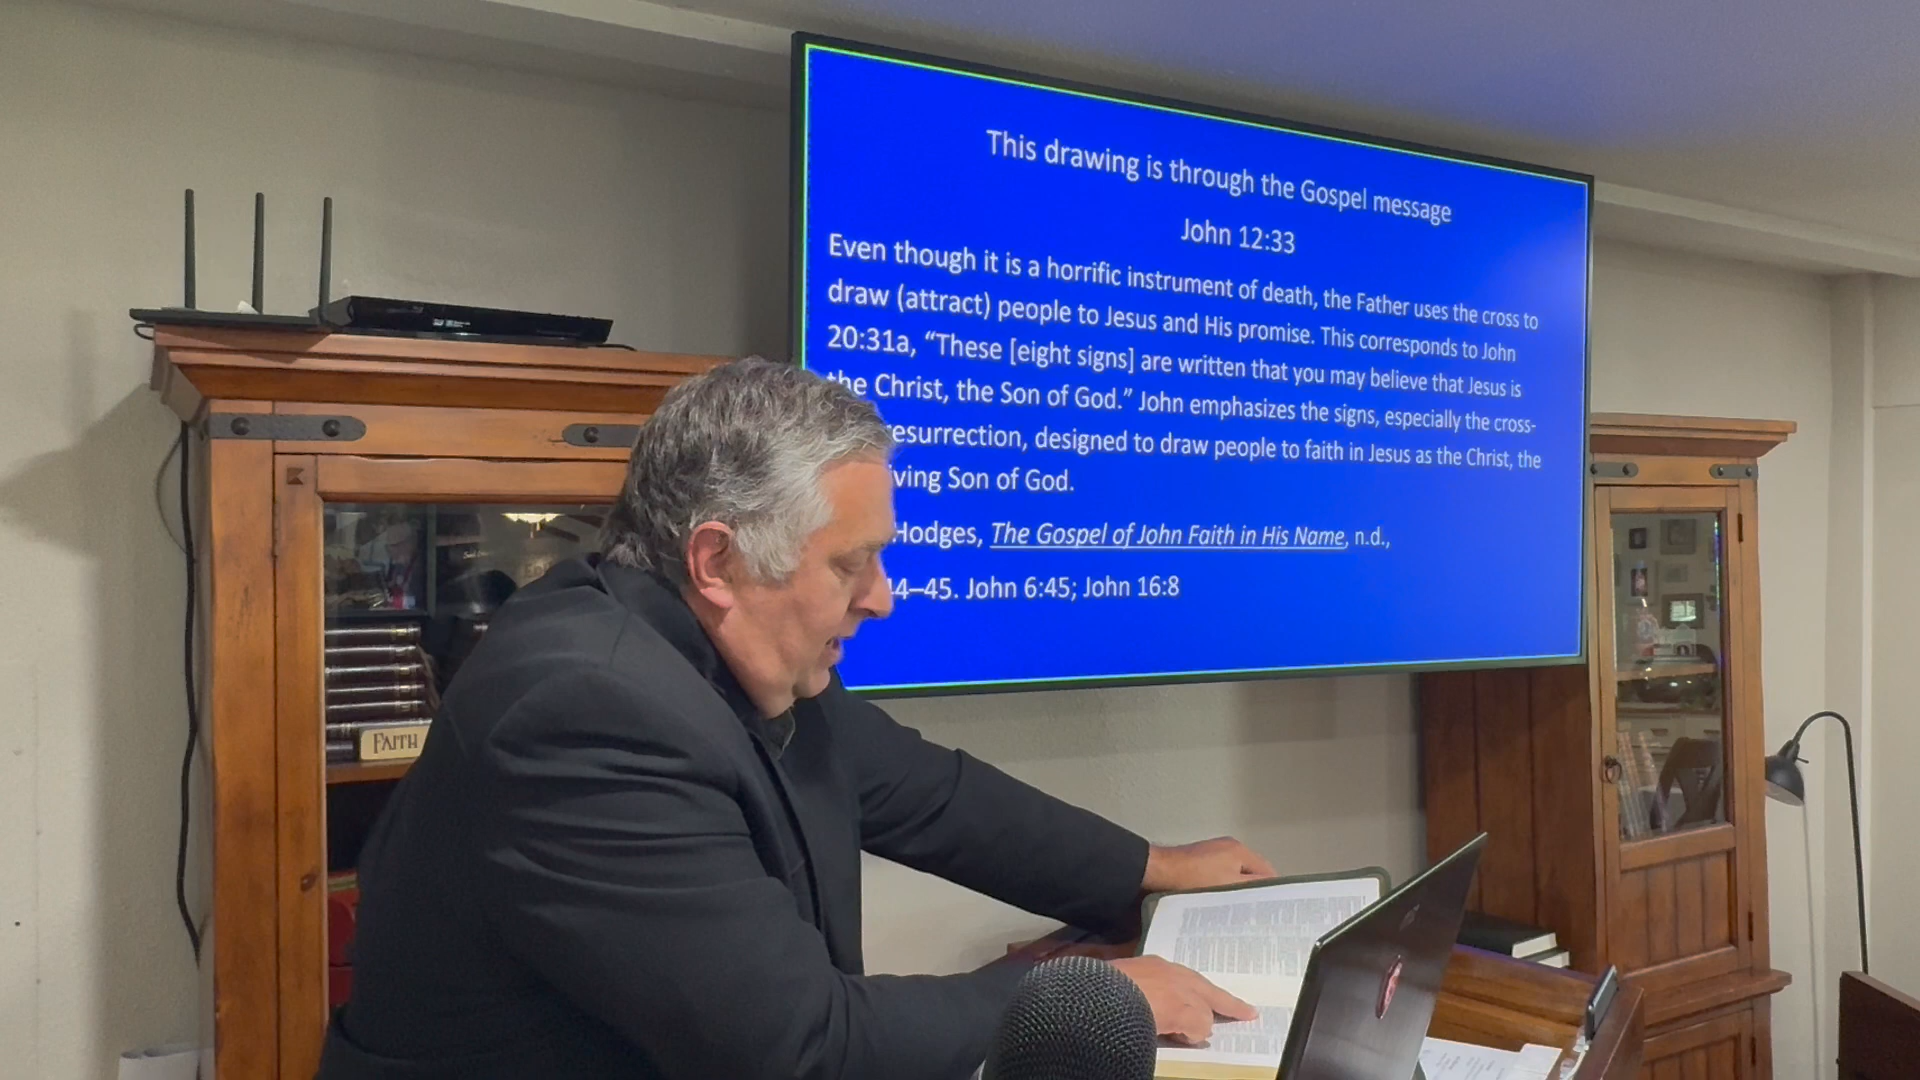 This drawing is through the Gospel message
John 12:33
Even though it is a horrific instrument of death, the Father uses the cross to
draw (attract) people to Jesus and His promise. This corresponds to John
20:31a, “These [eight signs] are written that you may believe that Jesus is
the Christ, the Son of God.” John emphasizes the signs, especially the cross-
resurrection, designed to draw people to faith in Jesus as the Christ, the
iving Son of God.
Hodges, The Gospel of John Faith in His Name, n.d.,
44–45. John 6:45; John 16:8
FAITH